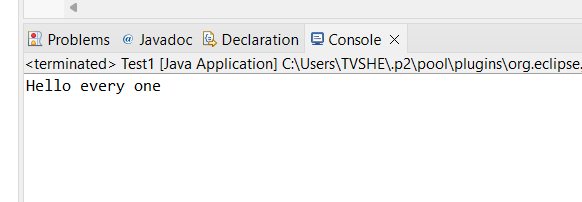 Problems @ Javadoc Declaration Console
<terminated> Test1 [Java Application] C:\Users\TVSHE\.p2\pool\plugins\org.eclipse.
Hello every one